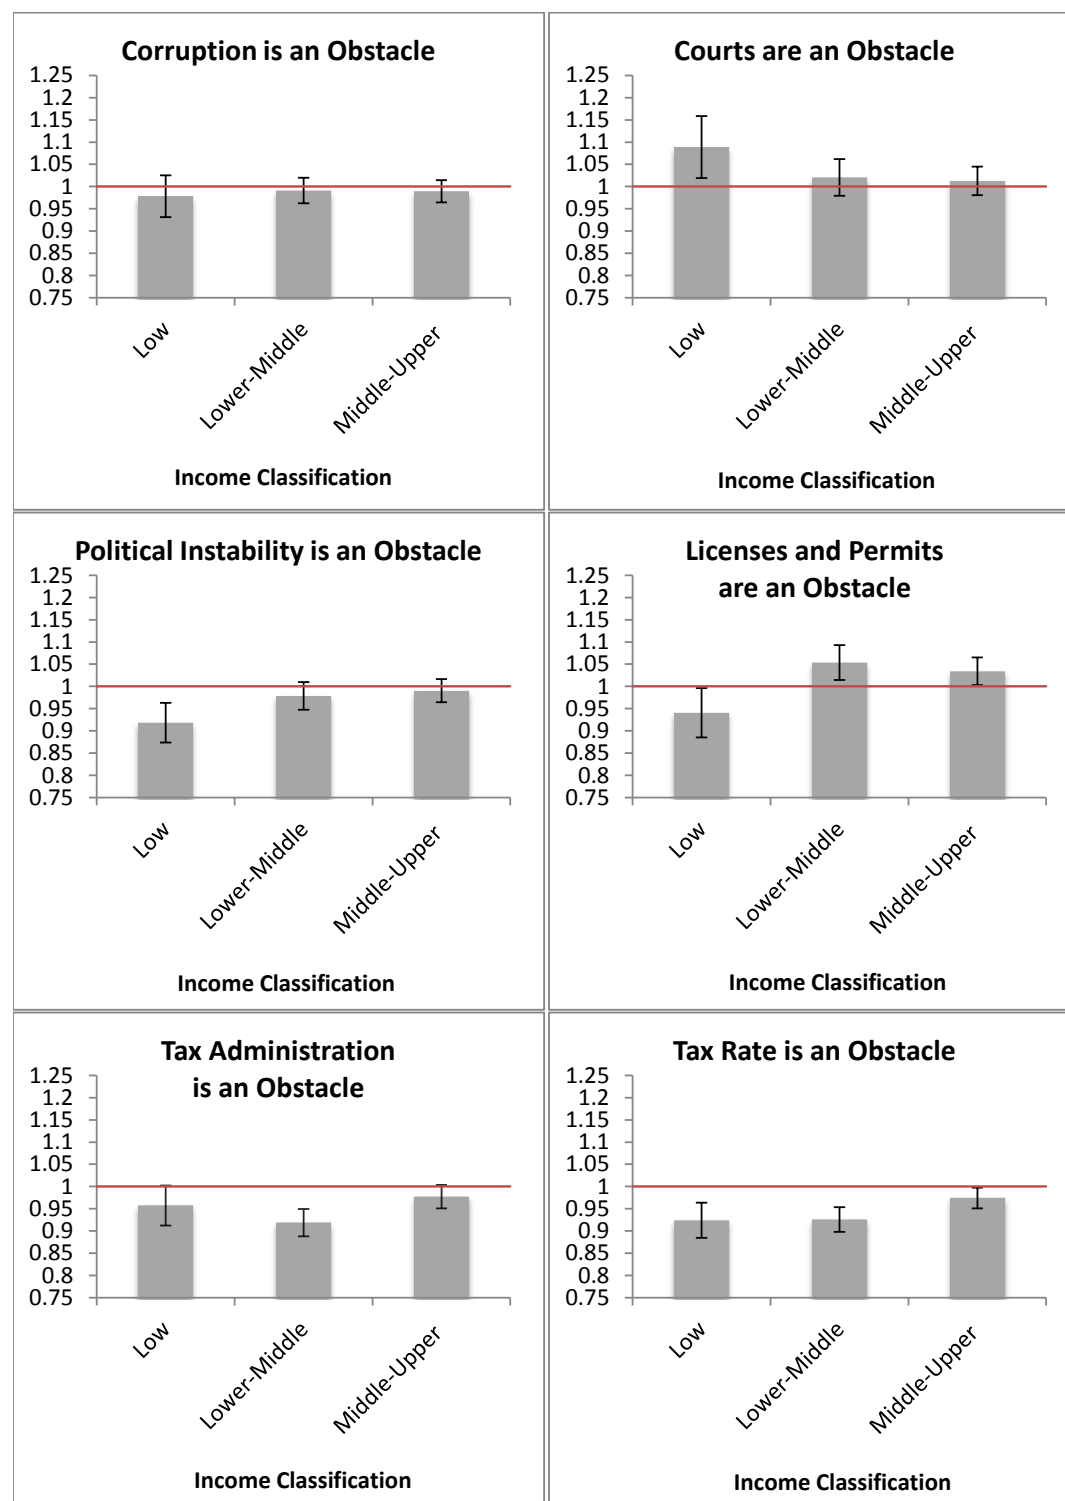 Corruption is an Obstacle
1.25
1.2
1.15
1.1
1.05
1
0.95
0.9
0.85
0.8
0.75
Low
Lower-Middle
Middle-Upper
Income Classification
Courts are an Obstacle
1.25
1.2
1.15
1.1
1.05
1
0.95
0.9
0.85
0.8
0.75
Low
Lower-Middle
Middle-Upper
Income Classification
Political Instability is an Obstacle
1.25
1.2
1.15
1.1
1.05
1
0.95
0.9
0.85
0.8
0.75
Low
Lower-Middle
Middle-Upper
Income Classification
Licenses and Permits
are an Obstacle
1.25
1.2
1.15
1.1
1.05
1
0.95
0.9
0.85
0.8
0.75
Low
Lower-Middle
Middle-Upper
Income Classification
Tax Administration
is an Obstacle
1.25
1.2
1.15
1.1
1.05
1
0.95
0.9
0.85
0.8
0.75
Low
Lower-Middle
Middle-Upper
Income Classification
Tax Rate is an Obstacle
1.25
1.2
1.15
1.1
1.05
1
0.95
0.9
0.85
0.8
0.75
Low
Lower-Middle
Middle-Upper
Income Classification